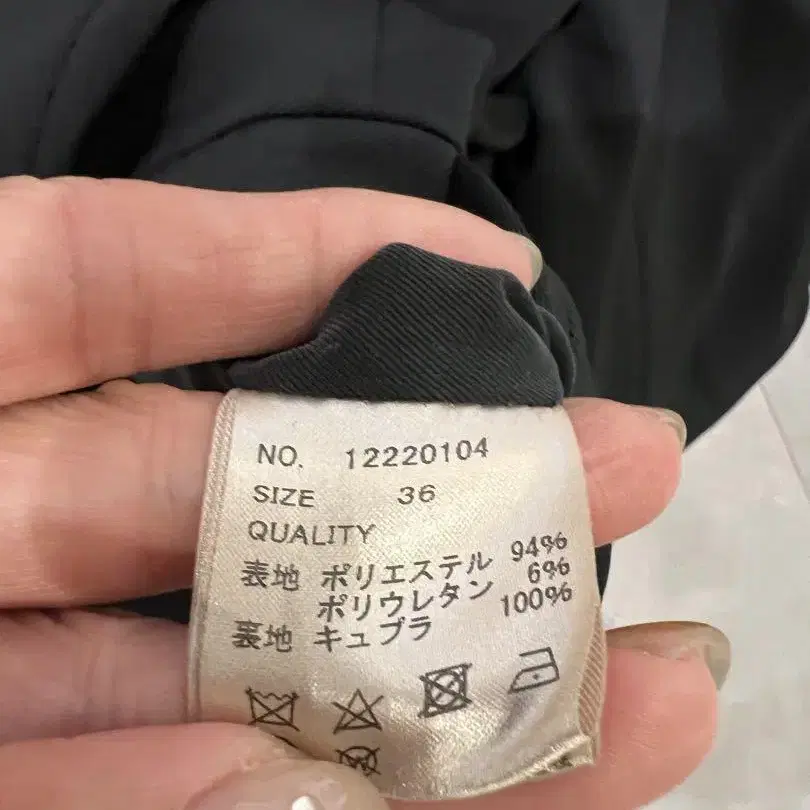 NO. 12220104
SIZE 36
QUALITY
表地 ポリエステル 94%
ポリウレタン 6%
裏地 キュプラ 100%